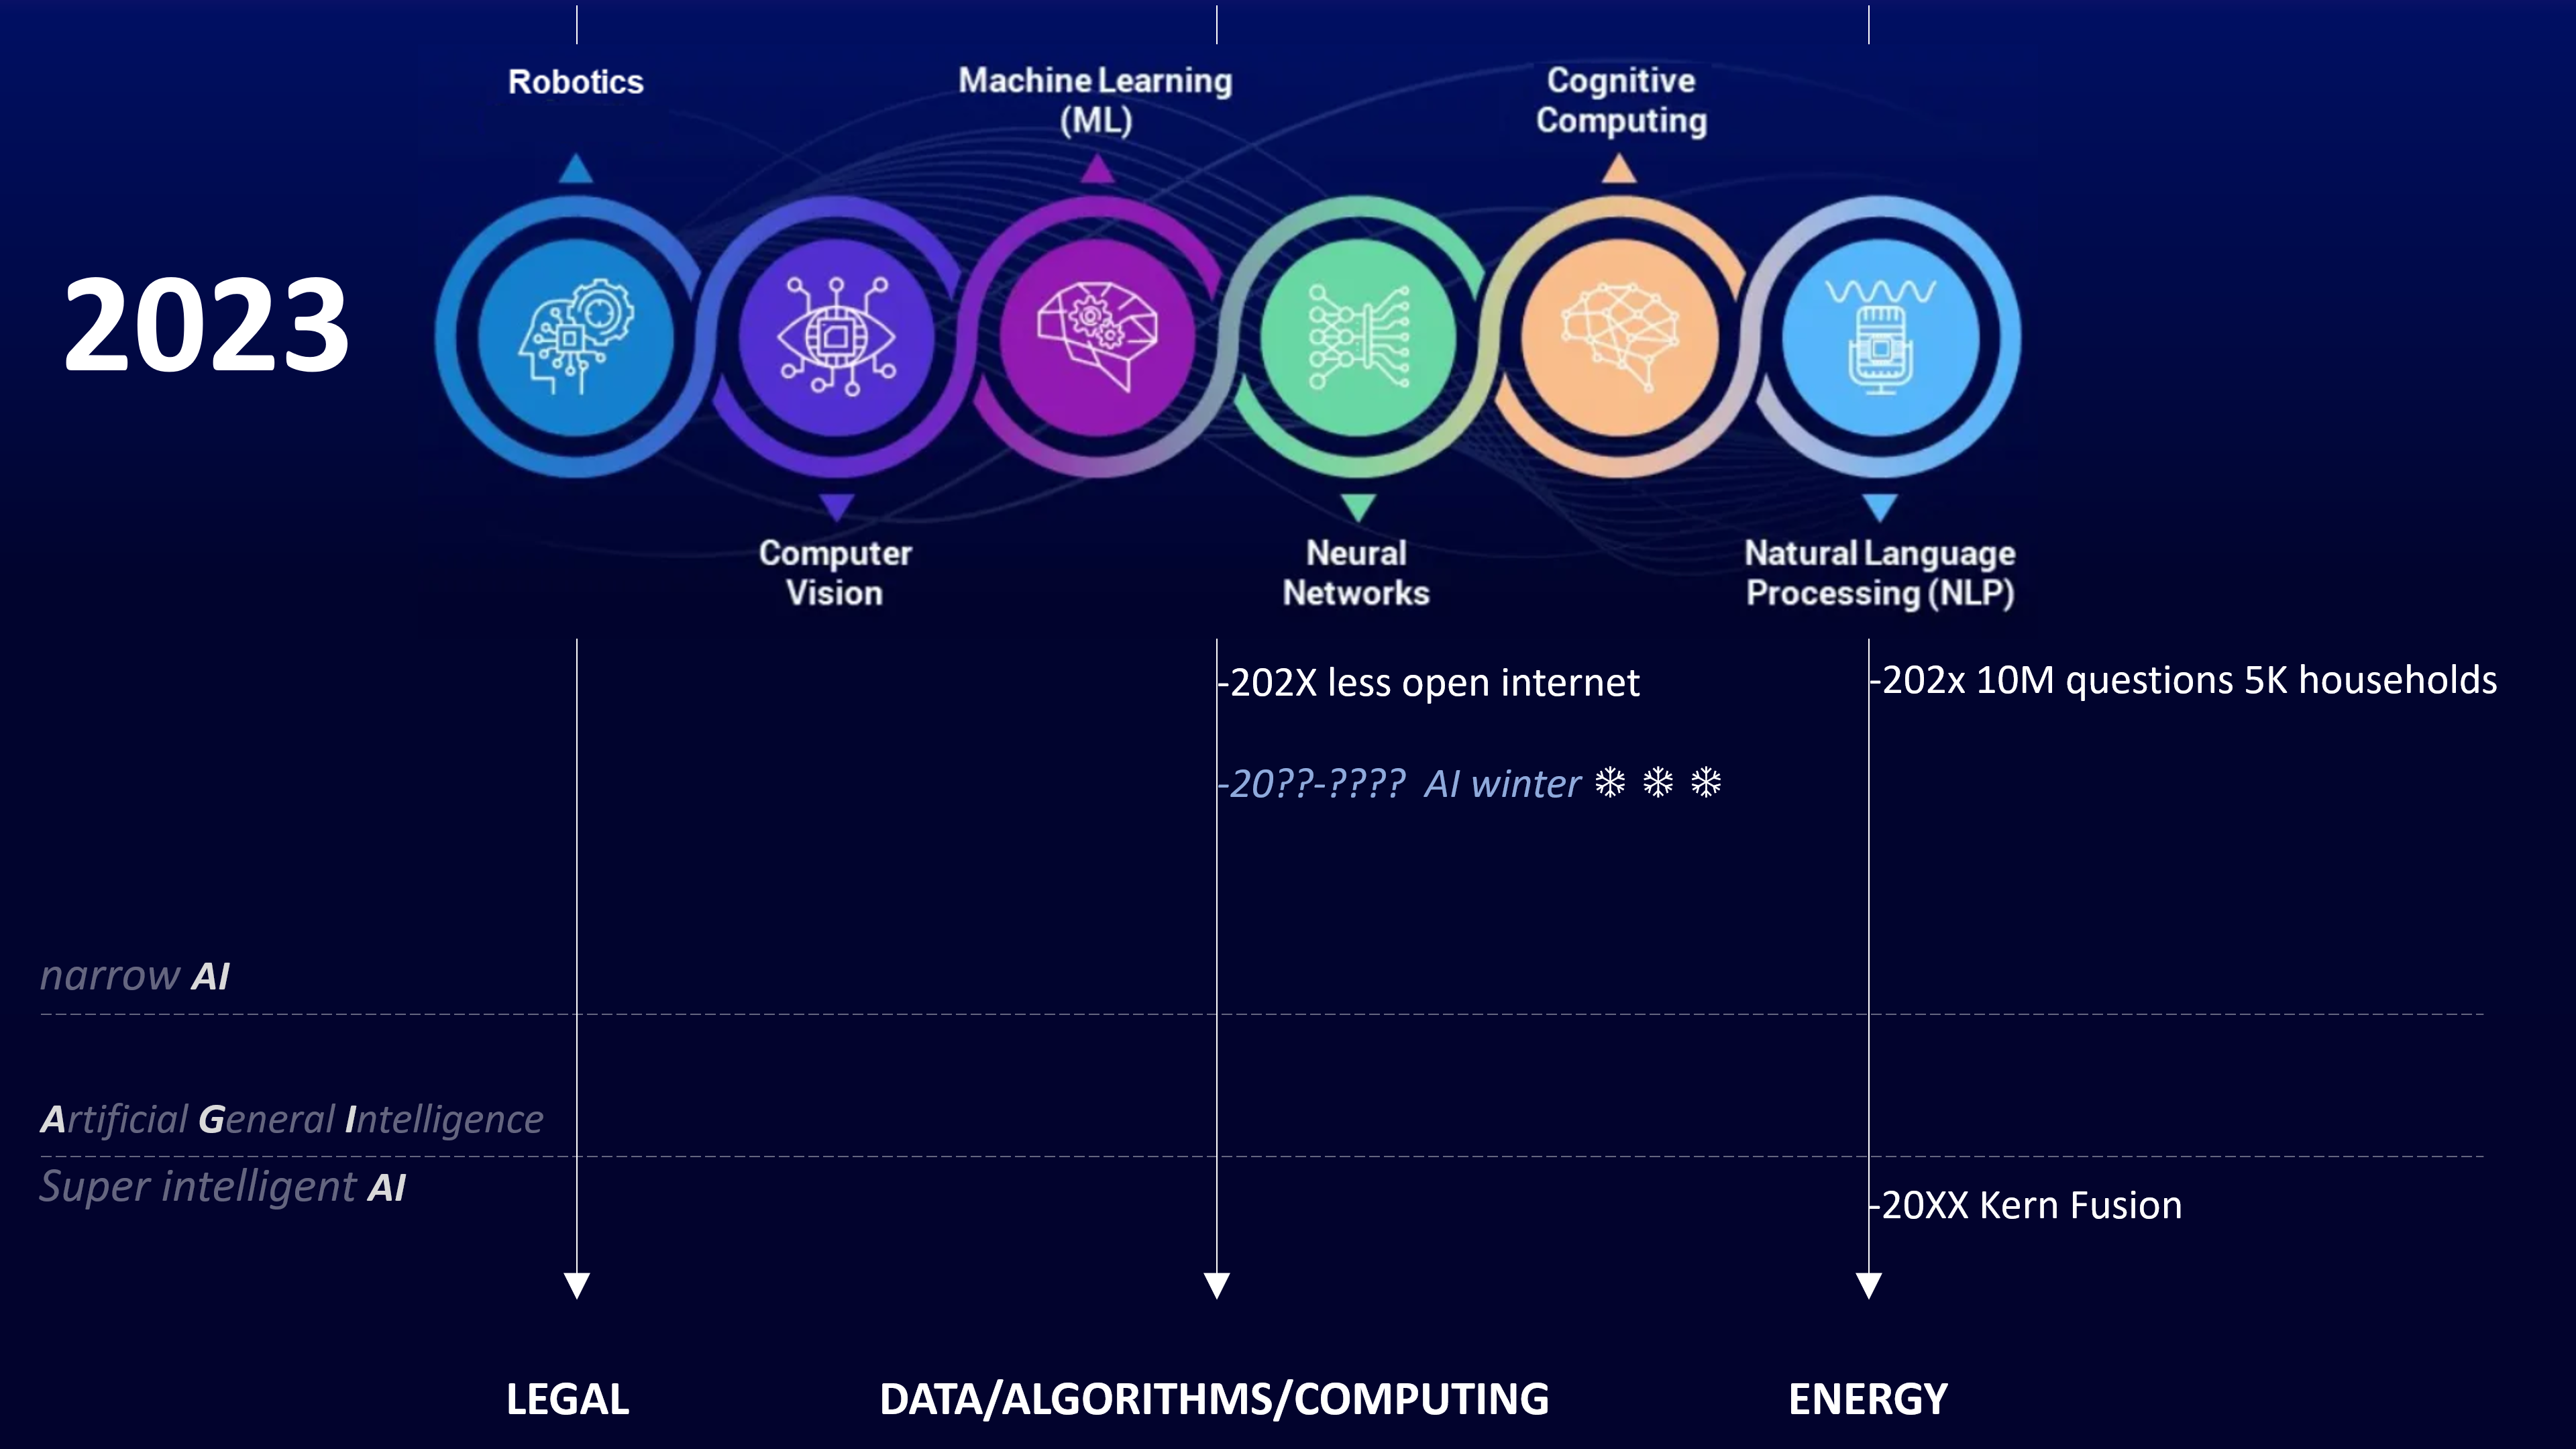 Robotics
Machine Learning
(ML)
Cognitive
Computing
2023
Computer
Vision
Neural
Networks
Natural Language
Processing (NLP)
-202X less open internet
-202x 10M questions 5K households
-20??-???? AI winter ❄ ❄ ❄
narrow AI
Artificial General Intelligence
Super intelligent AI
-20XX Kern Fusion
LEGAL
DATA/ALGORITHMS/COMPUTING
ENERGY